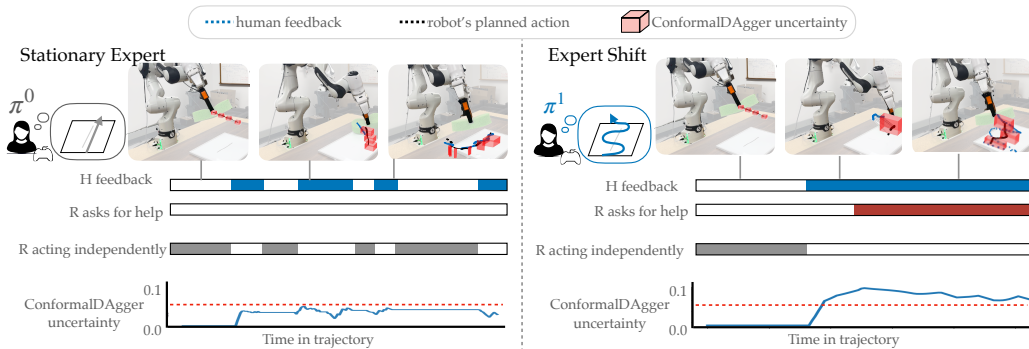 human feedback
robot's planned action
ConformalDAgger uncertainty
Stationary Expert
π⁰
H feedback
R asks for help
R acting independently
ConformalDAgger
uncertainty
0.1
0.0
Time in trajectory
Expert Shift
π¹
H feedback
R asks for help
R acting independently
ConformalDAgger
uncertainty
0.1
0.0
Time in trajectory